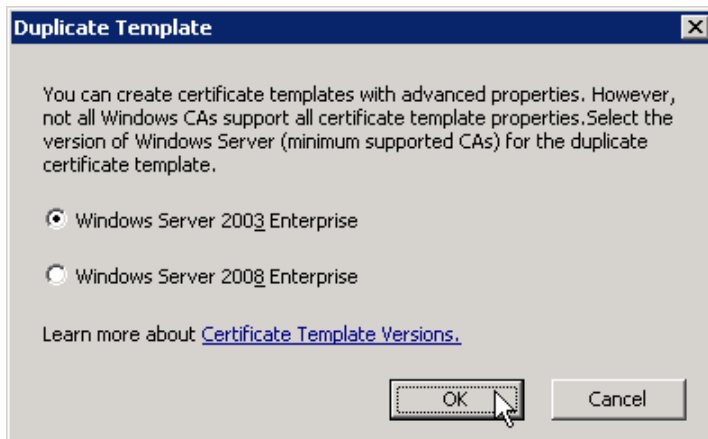 Duplicate Template
You can create certificate templates with advanced properties. However,
not all Windows CAs support all certificate template properties.Select the
version of Windows Server (minimum supported CAs) for the duplicate
certificate template.
Windows Server 2003 Enterprise
Windows Server 2008 Enterprise
Learn more about Certificate Template Versions.
OK
Cancel